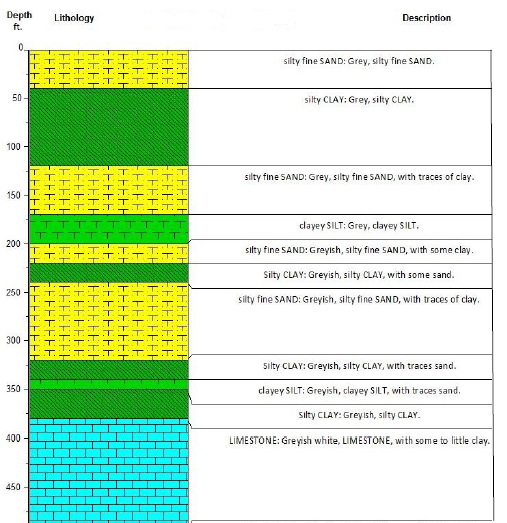 Depth
ft.
Lithology
Description
0
silty fine SAND: Grey, silty fine SAND.
50
silty CLAY: Grey, silty CLAY.
100
150
silty fine SAND: Grey, silty fine SAND, with traces of clay.
clayey SILT: Grey, clayey SILT.
200
silty fine SAND: Greyish, silty fine SAND, with some clay.
Silty CLAY: Greyish, silty CLAY, with some sand.
250
silty fine SAND: Greyish, silty fine SAND, with traces of clay.
300
Silty CLAY: Greyish, silty CLAY, with traces sand.
350
clayey SILT: Greyish, clayey SILT, with traces sand.
Silty CLAY: Greyish, silty CLAY.
400
LIMESTONE: Greyish white, LIMESTONE, with some to little clay.
450